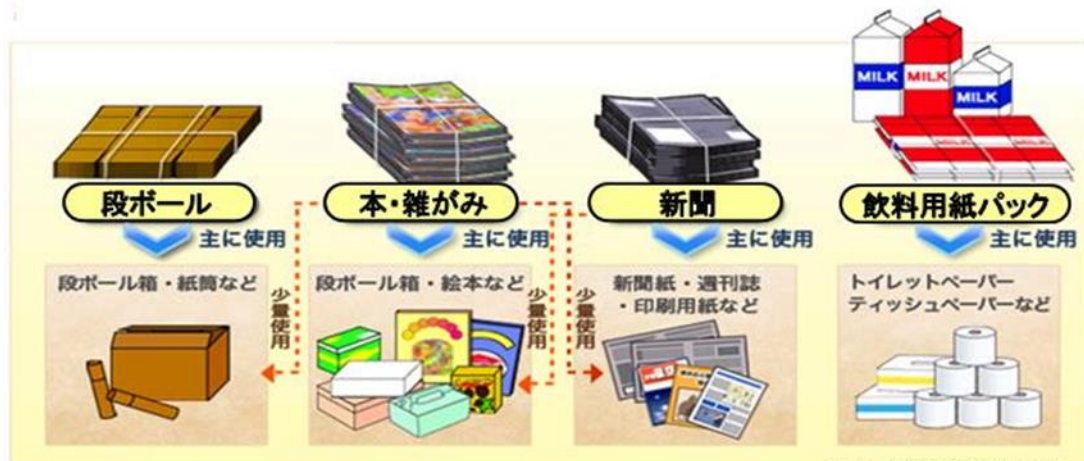 MILK
MILK
MILK
段ボール
本・雑がみ
新聞
飲料用紙パック
主に使用
主に使用
主に使用
主に使用
段ボール箱・紙筒など
少量使用
段ボール箱・絵本など
少量使用
少量使用
新聞紙・週刊誌
・印刷用紙など
トイレットペーパー
ティッシュペーパーなど